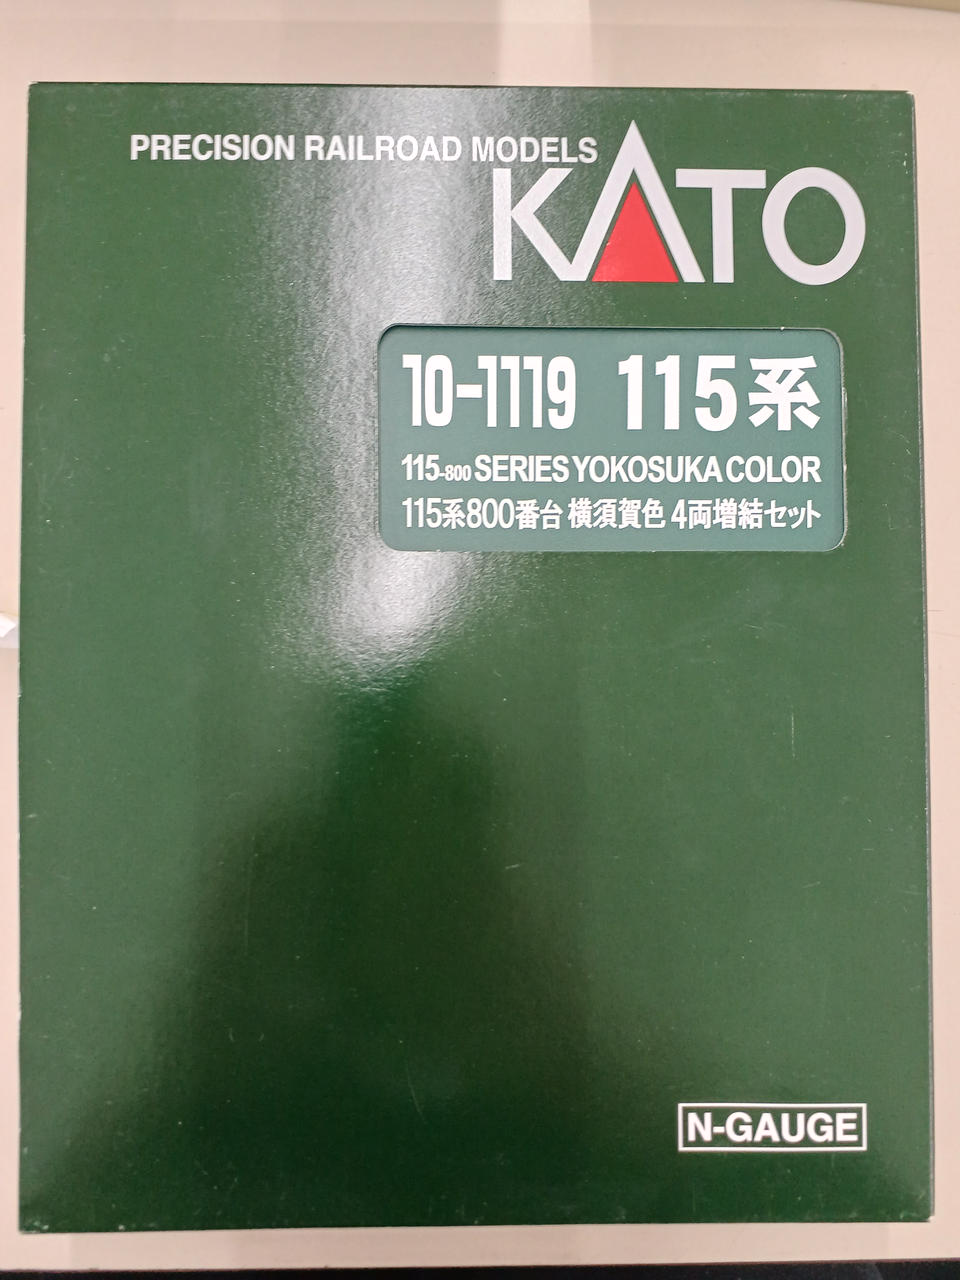 PRECISION RAILROAD MODELS
KATO
10-1119 115系
115-800 SERIES YOKOSUKA COLOR
115系800番台 横須賀色 4両増結セット
N-GAUGE